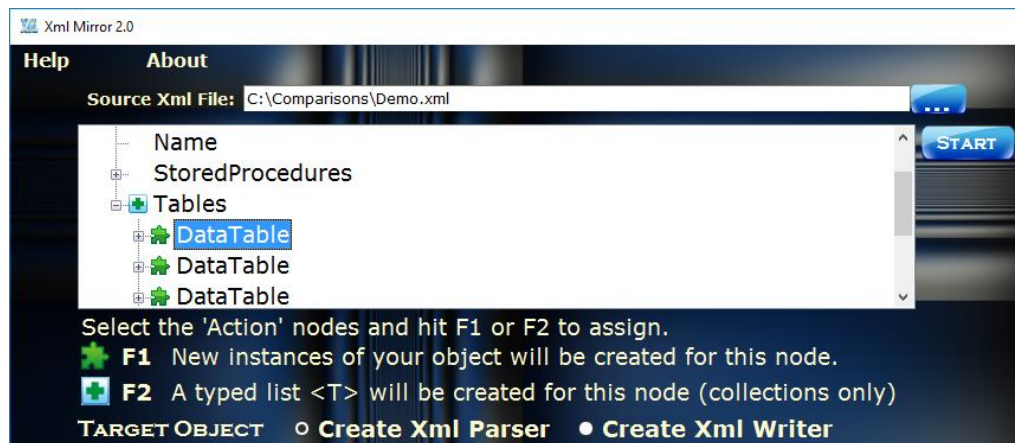 Xml Mirror 2.0
Help About
Source Xml File: C:\Comparisons\Demo.xml ...
Name START
StoredProcedures
Tables
DataTable
DataTable
DataTable
Select the 'Action' nodes and hit F1 or F2 to assign.
F1 New instances of your object will be created for this node.
F2 A typed list <T> will be created for this node (collections only)
TARGET OBJECT Create Xml Parser Create Xml Writer